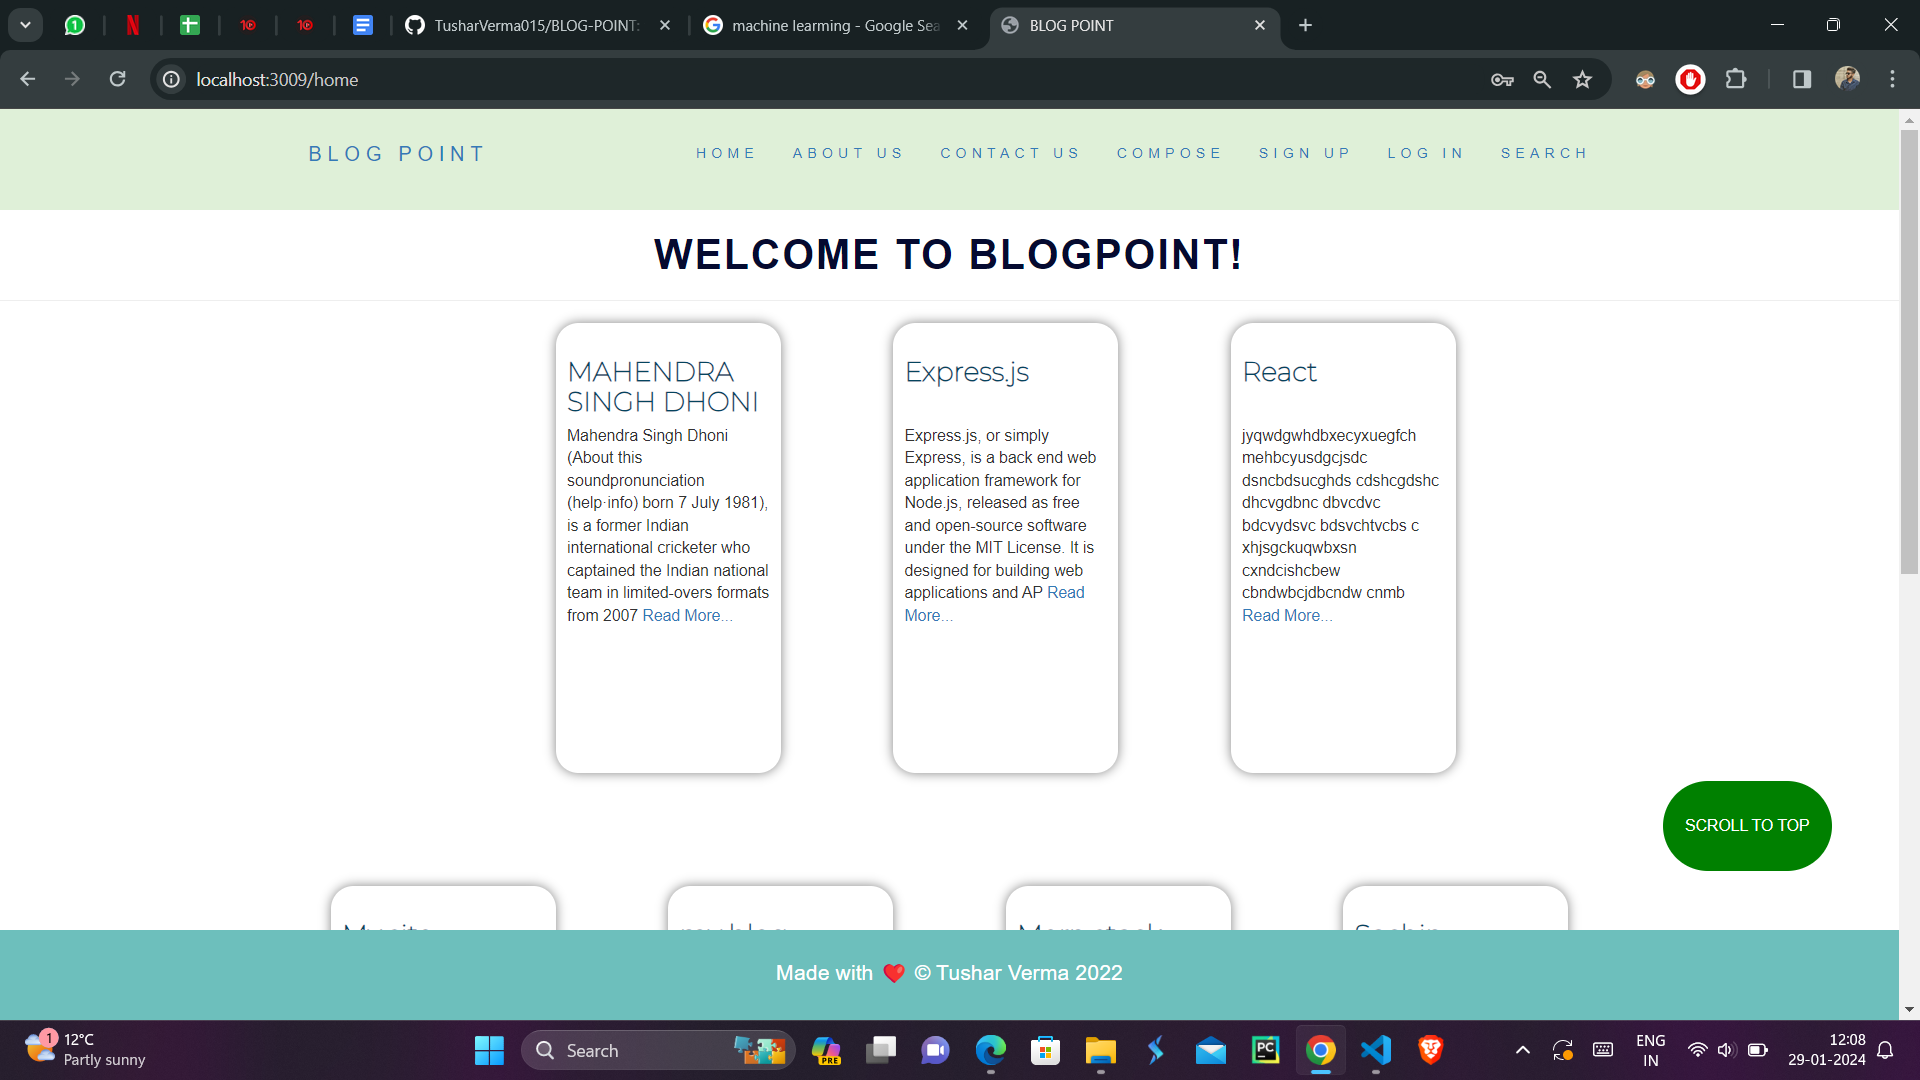 TusharVerma015/BLOG-POINT:
machine learming - Google Sea
BLOG POINT
localhost:3009/home
BLOG POINT
HOME ABOUT US CONTACT US COMPOSE SIGN UP LOG IN SEARCH
WELCOME TO BLOGPOINT!
MAHENDRA
SINGH DHONI
Mahendra Singh Dhoni
(About this
soundpronunciation
(help·info) born 7 July 1981),
is a former Indian
international cricketer who
captained the Indian national
team in limited-overs formats
from 2007 Read More...
Express.js
Express.js, or simply
Express, is a back end web
application framework for
Node.js, released as free
and open-source software
under the MIT License. It is
designed for building web
applications and AP Read
More...
React
jyqwdgwhdbxecyxuegfch
mehbcyusdgcjsdc
dsncbdsucghds cdshcgdshc
dhcvgdbnc dbvcdvc
bdcvydsvc bdsvchtvcbs c
xhjsgckuqwbxsn
cxndcishcbew
cbndwbcjdbcndw cnmb
Read More...
SCROLL TO TOP
Made with ❤️ © Tushar Verma 2022
1
12°C
Partly sunny
Search
PRE
PC
ENG
IN
12:08
29-01-2024